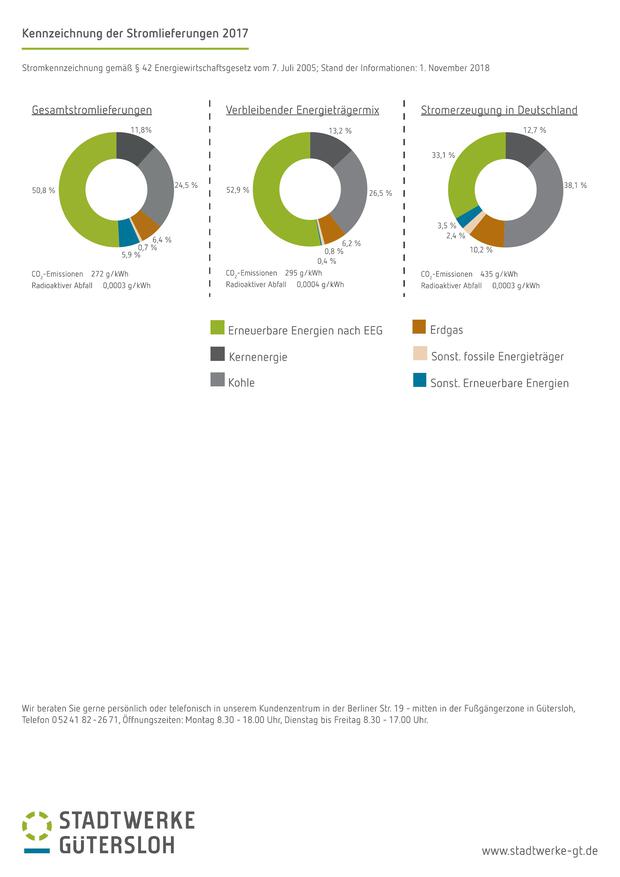 Kennzeichnung der Stromlieferungen 2017
Stromkennzeichnung gemäß § 42 Energiewirtschaftsgesetz vom 7. Juli 2005; Stand der Informationen: 1. November 2018
Gesamtstromlieferungen
11,8%
24,5 %
6,4 %
0,7 %
5,9 %
50,8 %
CO₂-Emissionen 272 g/kWh
Radioaktiver Abfall 0,0003 g/kWh
Verbleibender Energieträgermix
13,2 %
26,5 %
6,2 %
0,8 %
0,4 %
52,9 %
CO₂-Emissionen 295 g/kWh
Radioaktiver Abfall 0,0004 g/kWh
Stromerzeugung in Deutschland
12,7 %
38,1 %
10,2 %
2,4 %
3,5 %
33,1 %
CO₂-Emissionen 435 g/kWh
Radioaktiver Abfall 0,0003 g/kWh
Erneuerbare Energien nach EEG
Kernenergie
Kohle
Erdgas
Sonst. fossile Energieträger
Sonst. Erneuerbare Energien
Wir beraten Sie gerne persönlich oder telefonisch in unserem Kundenzentrum in der Berliner Str. 19 - mitten in der Fußgängerzone in Gütersloh,
Telefon 0 52 41 82 - 26 71, Öffnungszeiten: Montag 8.30 - 18.00 Uhr, Dienstag bis Freitag 8.30 - 17.00 Uhr.
STADTWERKE
GÜTERSLOH
www.stadtwerke-gt.de